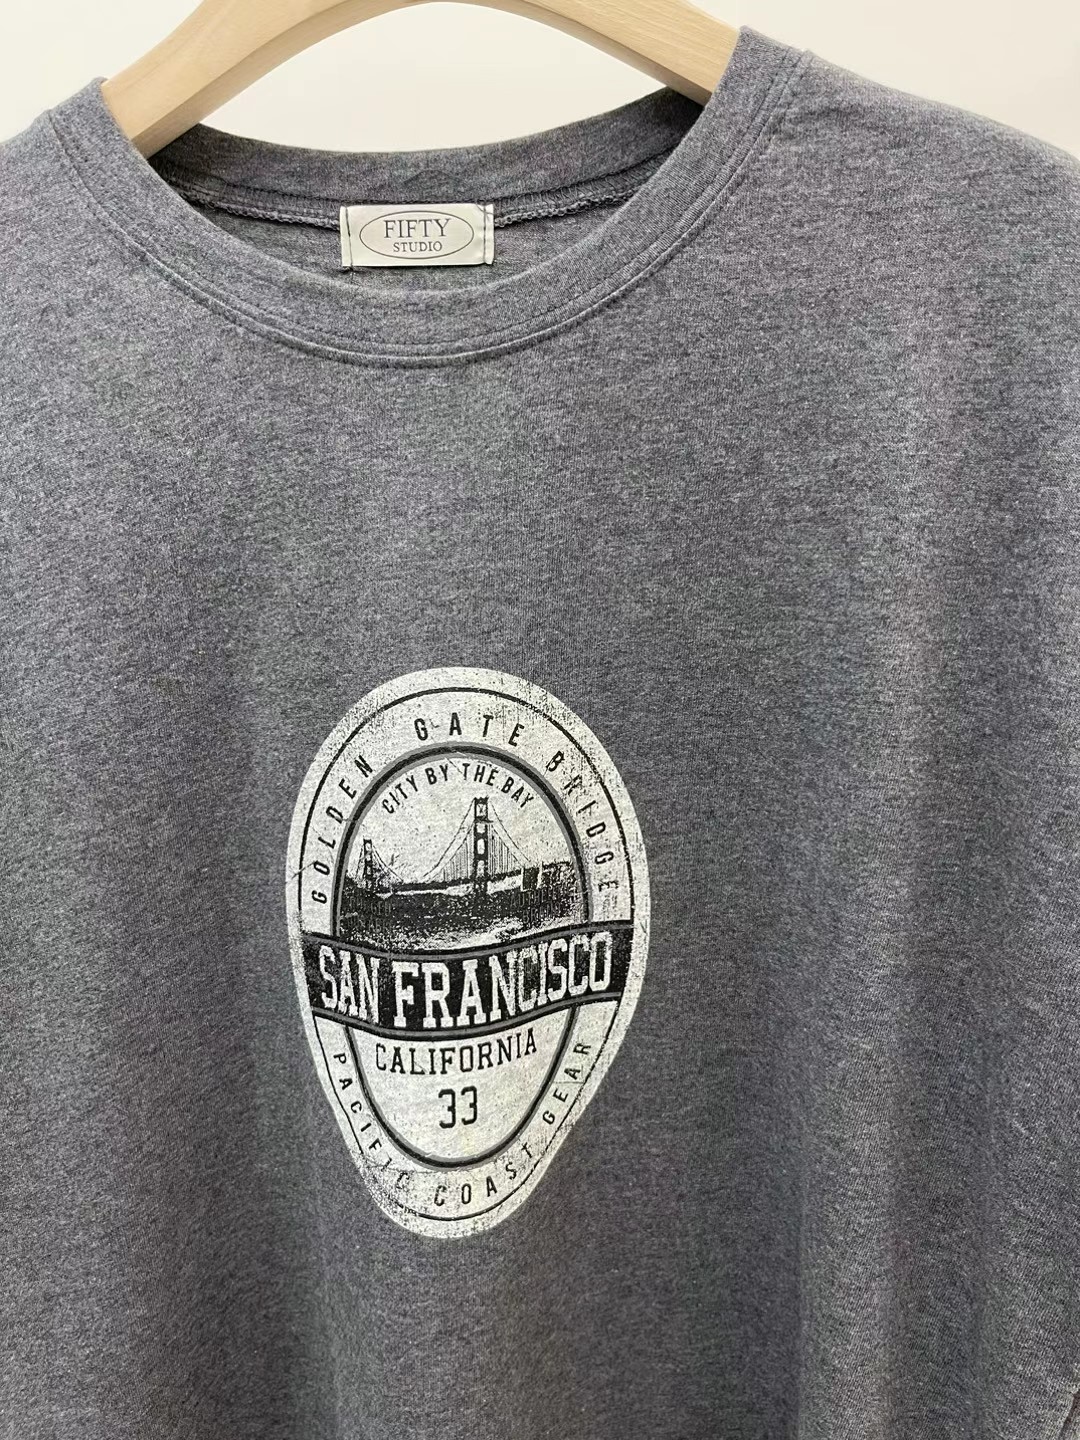 FIFTY
STUDIO
GOLDEN GATE BRIDGE
CITY BY THE BAY
SAN FRANCISCO
CALIFORNIA
33
PACIFIC COAST GEAR